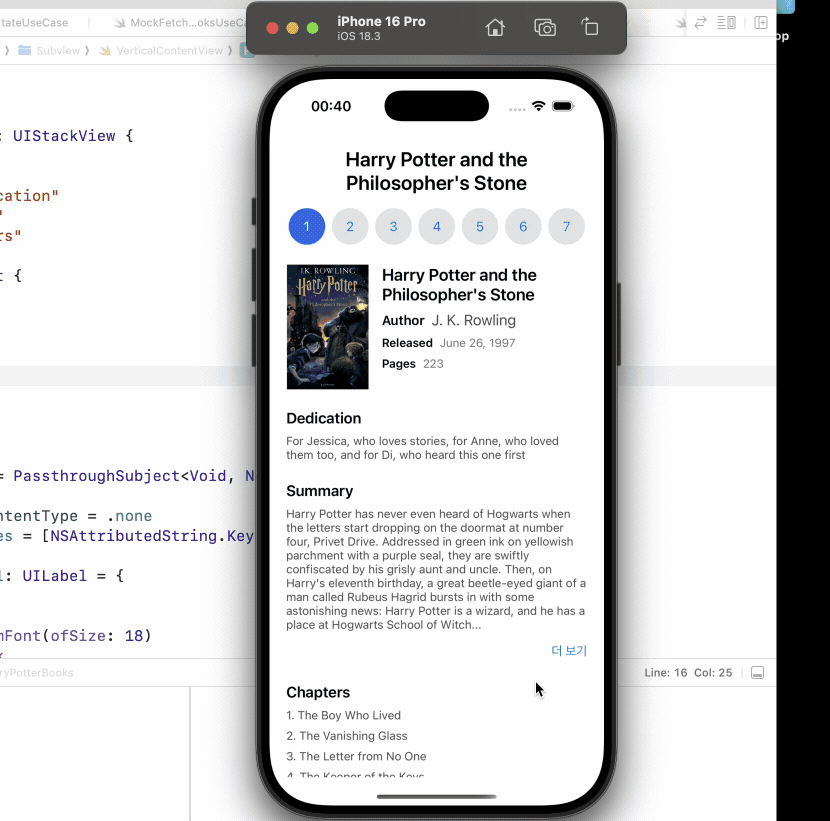 iPhone 16 Pro
iOS 18.3
tateUseCase
MockFetch...oksUseCa
Subview
VerticalContentView
op
: UIStackView {
cation"
"
rs"
t {
= PassthroughSubject<Void, N
ntentType = .none
es = [NSAttributedString.Key
l: UILabel = {
mFont(ofSize: 18)
ryPotterBooks
Line: 16 Col: 25
00:40
Harry Potter and the
Philosopher's Stone
1 2 3 4 5 6 7
J.K. ROWLING
Harry Potter
and the
Philosopher's Stone
Harry Potter and the
Philosopher's Stone
Author J. K. Rowling
Released June 26, 1997
Pages 223
Dedication
For Jessica, who loves stories, for Anne, who loved
them too, and for Di, who heard this one first
Summary
Harry Potter has never even heard of Hogwarts when
the letters start dropping on the doormat at number
four, Privet Drive. Addressed in green ink on yellowish
parchment with a purple seal, they are swiftly
confiscated by his grisly aunt and uncle. Then, on
Harry's eleventh birthday, a great beetle-eyed giant of a
man called Rubeus Hagrid bursts in with some
astonishing news: Harry Potter is a wizard, and he has a
place at Hogwarts School of Witch...
더 보기
Chapters
1. The Boy Who Lived
2. The Vanishing Glass
3. The Letter from No One
4. The Keeper of the Keys